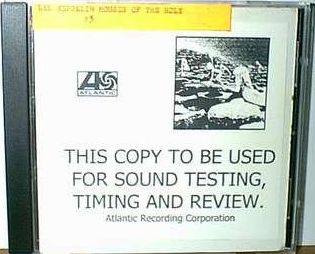 LED ZEPPELIN HOUSES OF THE HOLY
ATLANTIC
THIS COPY TO BE USED
FOR SOUND TESTING,
TIMING AND REVIEW.
Atlantic Recording Corporation